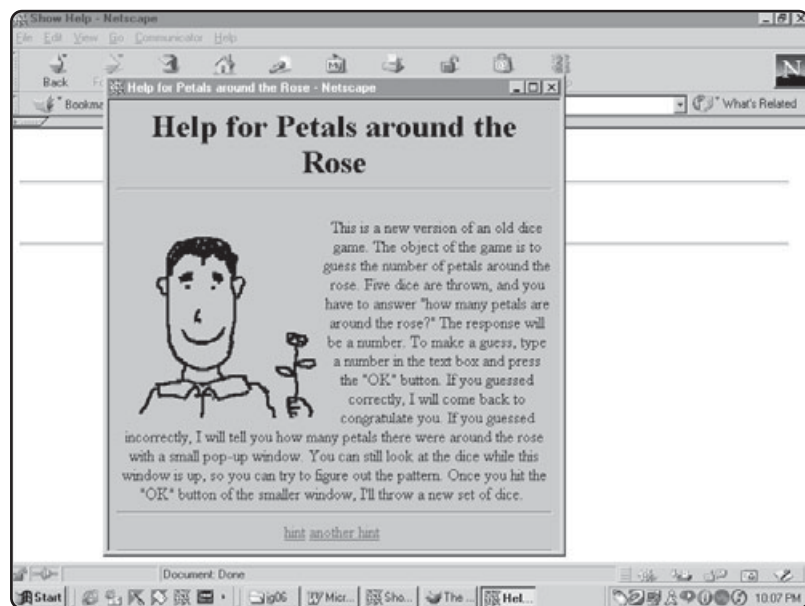 Show Help - Netscape
File Edit View Go Communicator Help
Back
My
N
Bookma
What's Related
Help for Petals around the Rose - Netscape
Help for Petals around the
Rose
This is a new version of an old dice
game. The object of the game is to
guess the number of petals around the
rose. Five dice are thrown, and you
have to answer "how many petals are
around the rose?" The response will
be a number. To make a guess, type
a number in the text box and press
the "OK" button. If you guessed
correctly, I will come back to
congratulate you. If you guessed
incorrectly, I will tell you how many petals there were around the rose
with a small pop-up window. You can still look at the dice while this
window is up, so you can try to figure out the pattern. Once you hit the
"OK" button of the smaller window, I'll throw a new set of dice.
hint another hint
Document: Done
Start jg06 Micr... Sho... The ... Hel... 10:07 PM